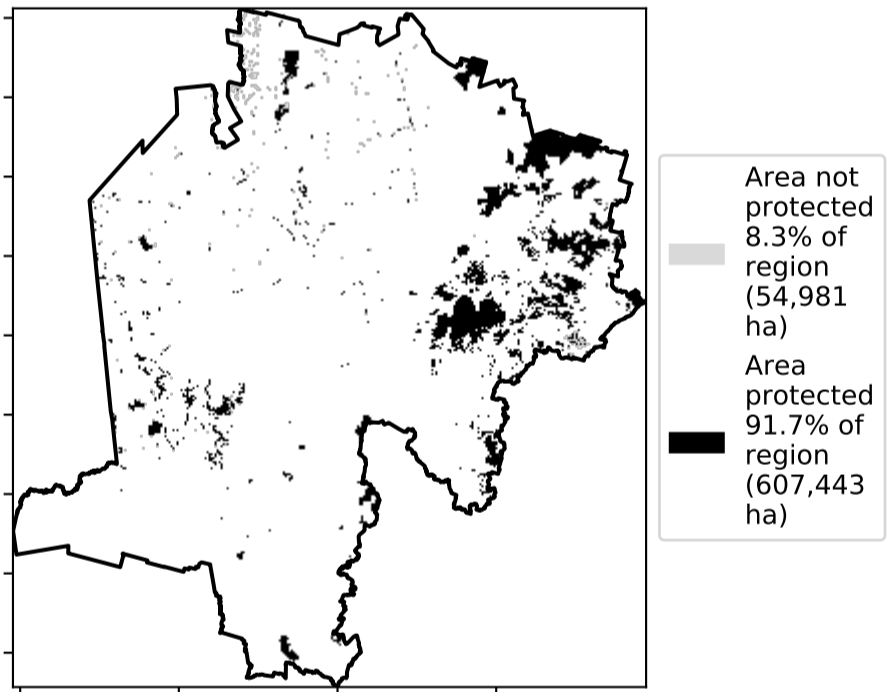 Area not
protected
8.3% of
region
(54,981
ha)
Area
protected
91.7% of
region
(607,443
ha)